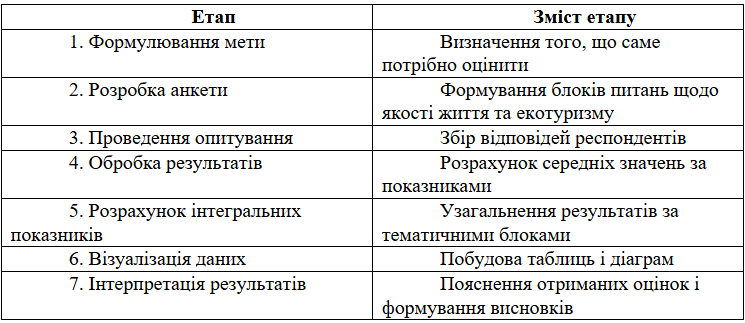 Етап Зміст етапу
1. Формулювання мети Визначення того, що саме
потрібно оцінити
2. Розробка анкети Формування блоків питань щодо
якості життя та екотуризму
3. Проведення опитування Збір відповідей респондентів
4. Обробка результатів Розрахунок середніх значень за
показниками
5. Розрахунок інтегральних Узагальнення результатів за
показників тематичними блоками
6. Візуалізація даних Побудова таблиць і діаграм
7. Інтерпретація результатів Пояснення отриманих оцінок і
формування висновків